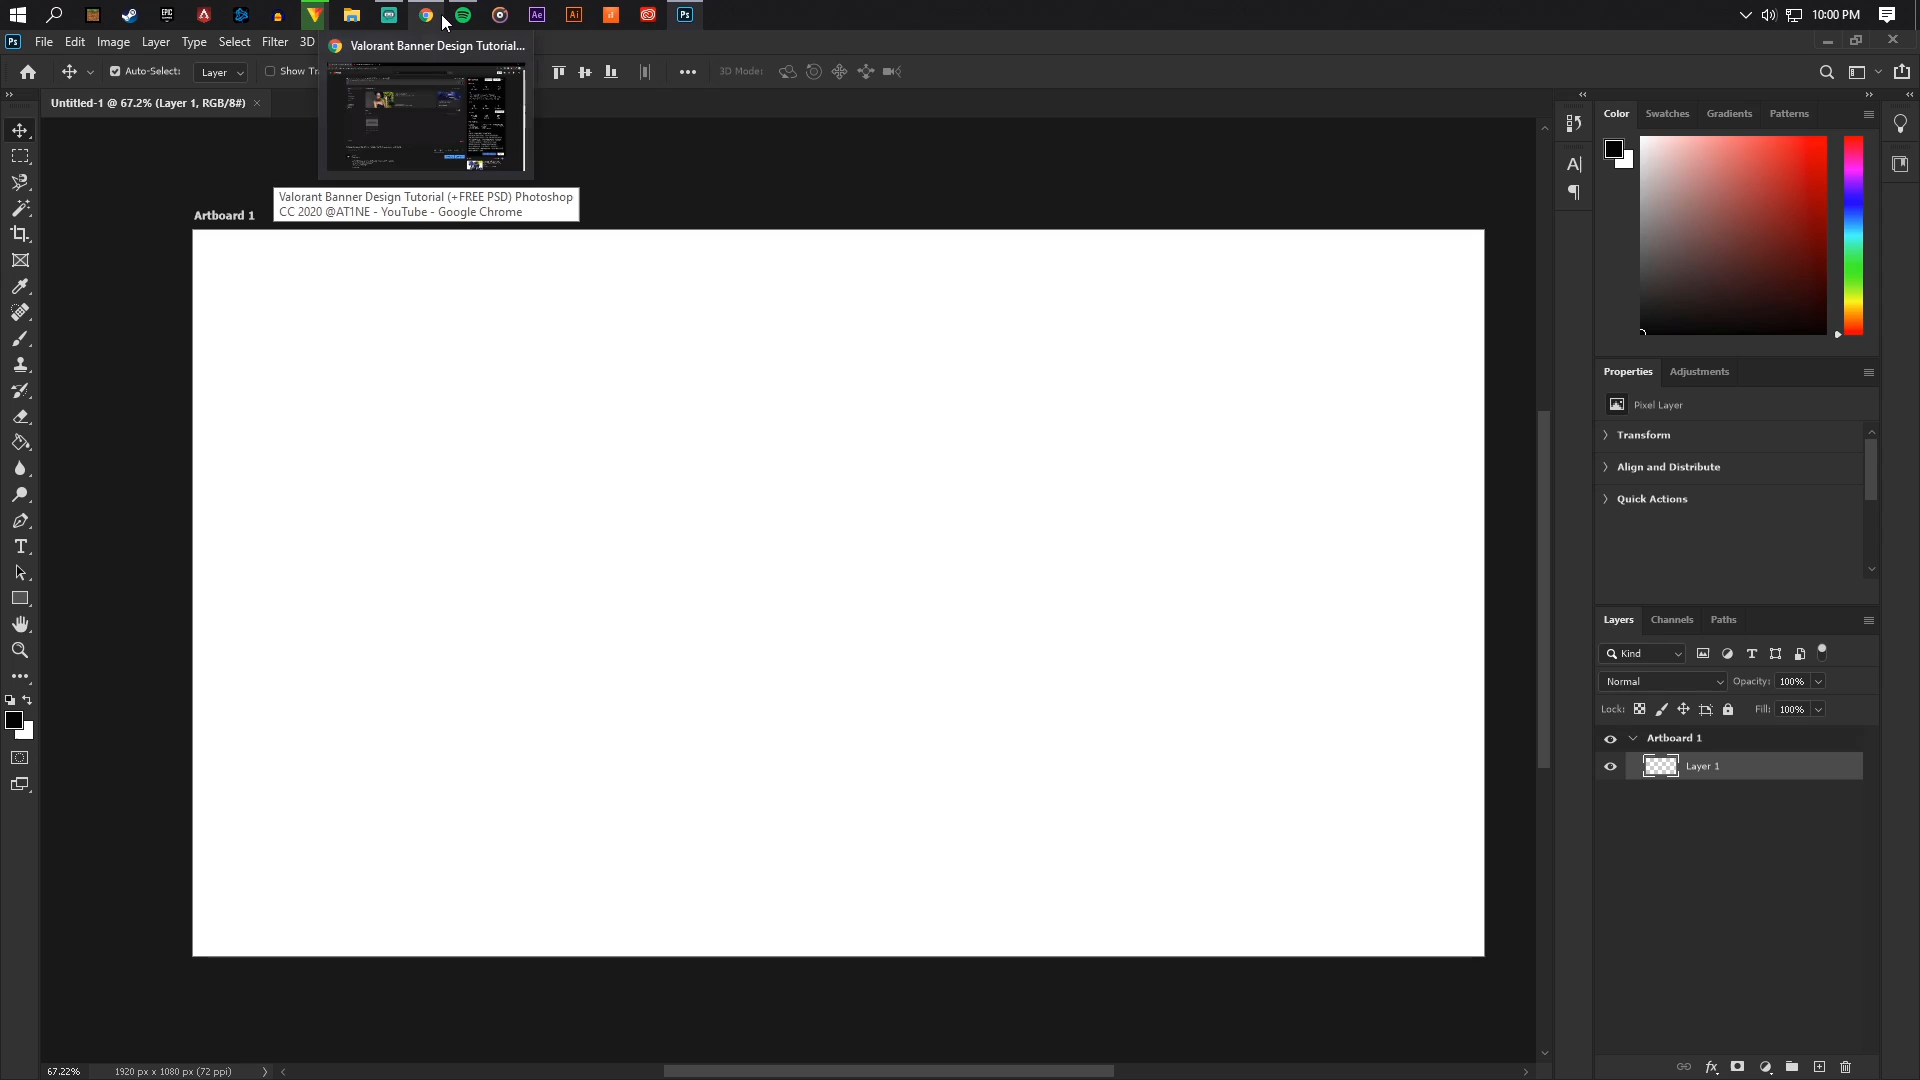 10:00 PM
Ps
File Edit Image Layer Type Select Filter 3D
Valorant Banner Design Tutorial...
Auto-Select: Layer Show Tr
3D Mode:
Untitled-1 @ 67.2% (Layer 1, RGB/8#)
Valorant Banner Design Tutorial (+FREE PSD) Photoshop
CC 2020 @AT1NE - YouTube - Google Chrome
Artboard 1
Color Swatches Gradients Patterns
Properties Adjustments
Pixel Layer
Transform
Align and Distribute
Quick Actions
Layers Channels Paths
Kind
Normal Opacity: 100%
Lock: Fill: 100%
Artboard 1
Layer 1
67.22% 1920 px x 1080 px (72 ppi)